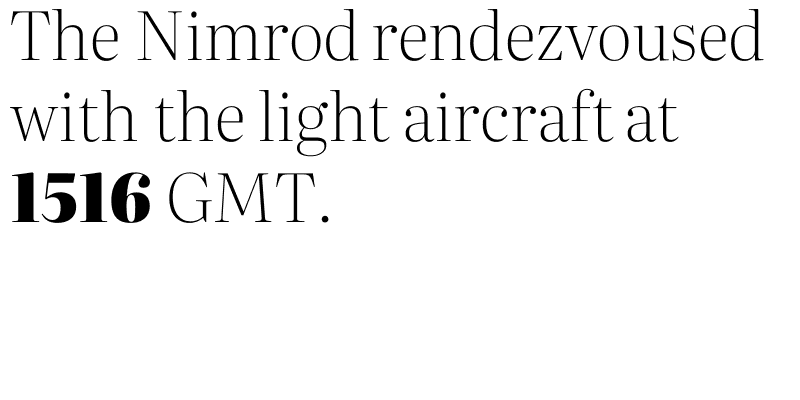 The Nimrod rendezvoused
with the light aircraft at
1516 GMT.